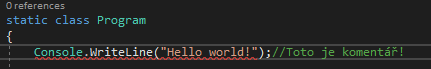 0 references
static class Program
{
Console.WriteLine("Hello world!");//Toto je komentář!